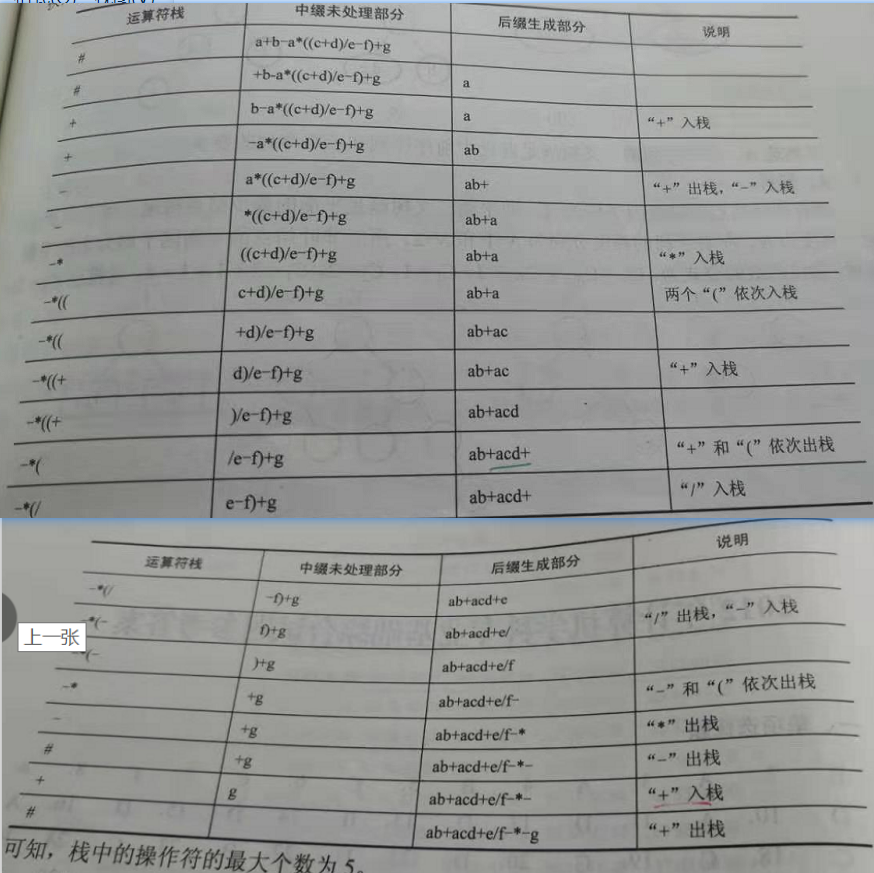 运算符栈 中缀未处理部分 后缀生成部分 说明
# a+b-a*((c+d)/e-f)+g
# +b-a*((c+d)/e-f)+g a
+ b-a*((c+d)/e-f)+g a “+”入栈
+ -a*((c+d)/e-f)+g ab
- a*((c+d)/e-f)+g ab+ “+”出栈，“-”入栈
- *((c+d)/e-f)+g ab+a
-* ((c+d)/e-f)+g ab+a “*”入栈
-*(( c+d)/e-f)+g ab+a 两个“(”依次入栈
-*(( +d)/e-f)+g ab+ac
-*((+ d)/e-f)+g ab+ac “+”入栈
-*((+ )/e-f)+g ab+acd
-*( /e-f)+g ab+acd+ “+”和“(”依次出栈
-*(/ e-f)+g ab+acd+ “/”入栈
运算符栈 中缀未处理部分 后缀生成部分 说明
-*(/ -f)+g ab+acd+e
*(- f)+g ab+acd+e/ “/”出栈，“-”入栈
*(- )+g ab+acd+e/f
-* +g ab+acd+e/f- “-”和“(”依次出栈
- +g ab+acd+e/f-* “*”出栈
# +g ab+acd+e/f-*- “-”出栈
+ g ab+acd+e/f-*- “+”入栈
# ab+acd+e/f-*-g “+”出栈
可知，栈中的操作符的最大个数为5。
上一张